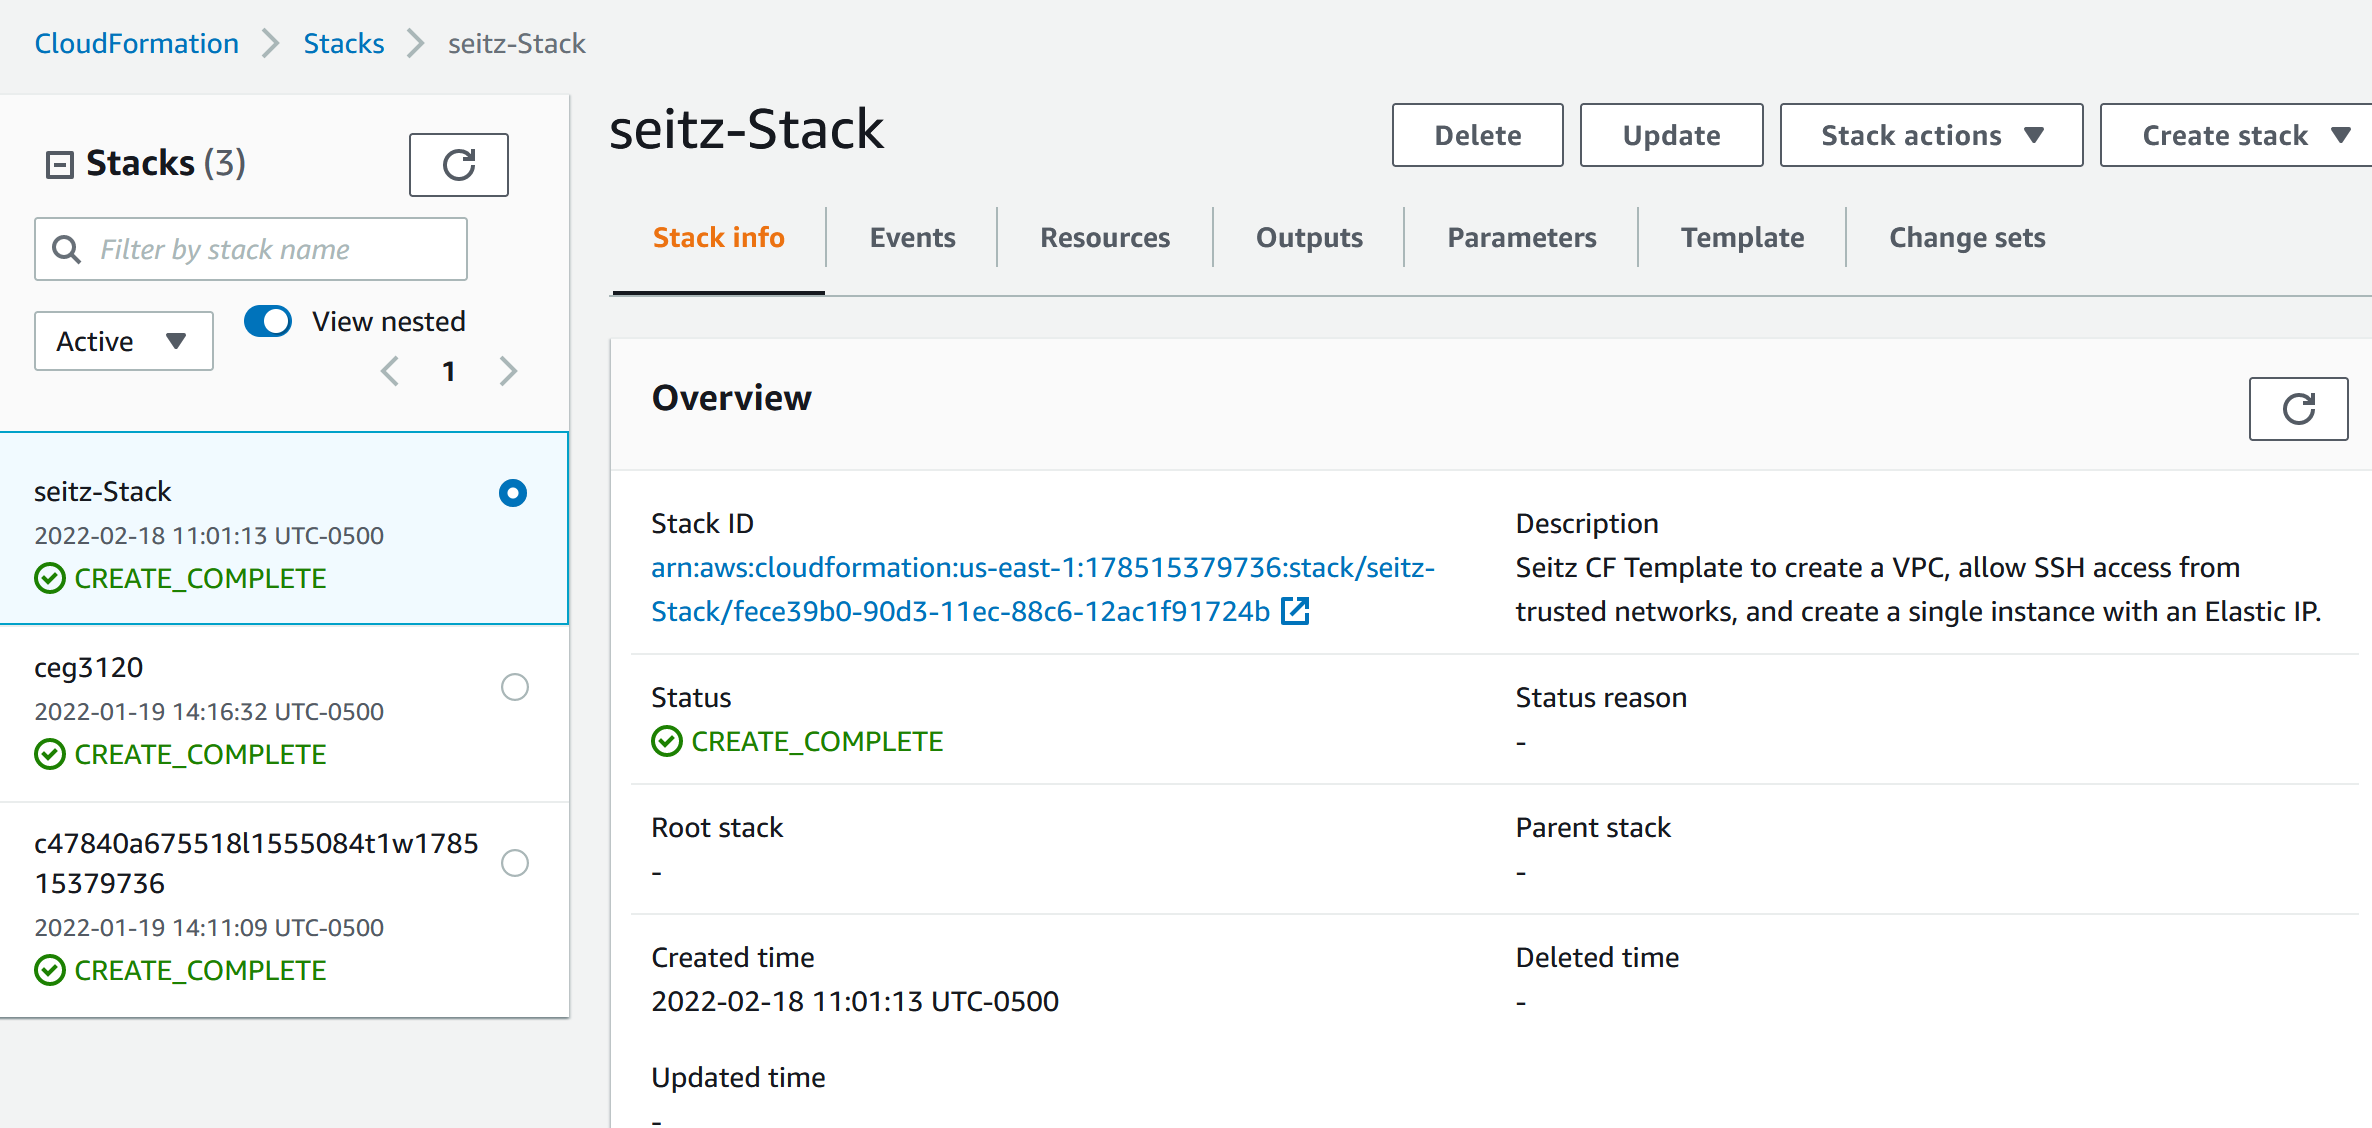 CloudFormation > Stacks > seitz-Stack
Stacks (3)
Filter by stack name
Active
View nested
1
seitz-Stack
2022-02-18 11:01:13 UTC-0500
CREATE_COMPLETE
ceg3120
2022-01-19 14:16:32 UTC-0500
CREATE_COMPLETE
c47840a675518l1555084t1w1785
15379736
2022-01-19 14:11:09 UTC-0500
CREATE_COMPLETE
seitz-Stack
Delete Update Stack actions Create stack
Stack info Events Resources Outputs Parameters Template Change sets
Overview
Stack ID
arn:aws:cloudformation:us-east-1:178515379736:stack/seitz-
Stack/fece39b0-90d3-11ec-88c6-12ac1f91724b
Description
Seitz CF Template to create a VPC, allow SSH access from
trusted networks, and create a single instance with an Elastic IP.
Status
CREATE_COMPLETE
Status reason
-
Root stack
-
Parent stack
-
Created time
2022-02-18 11:01:13 UTC-0500
Deleted time
-
Updated time
-